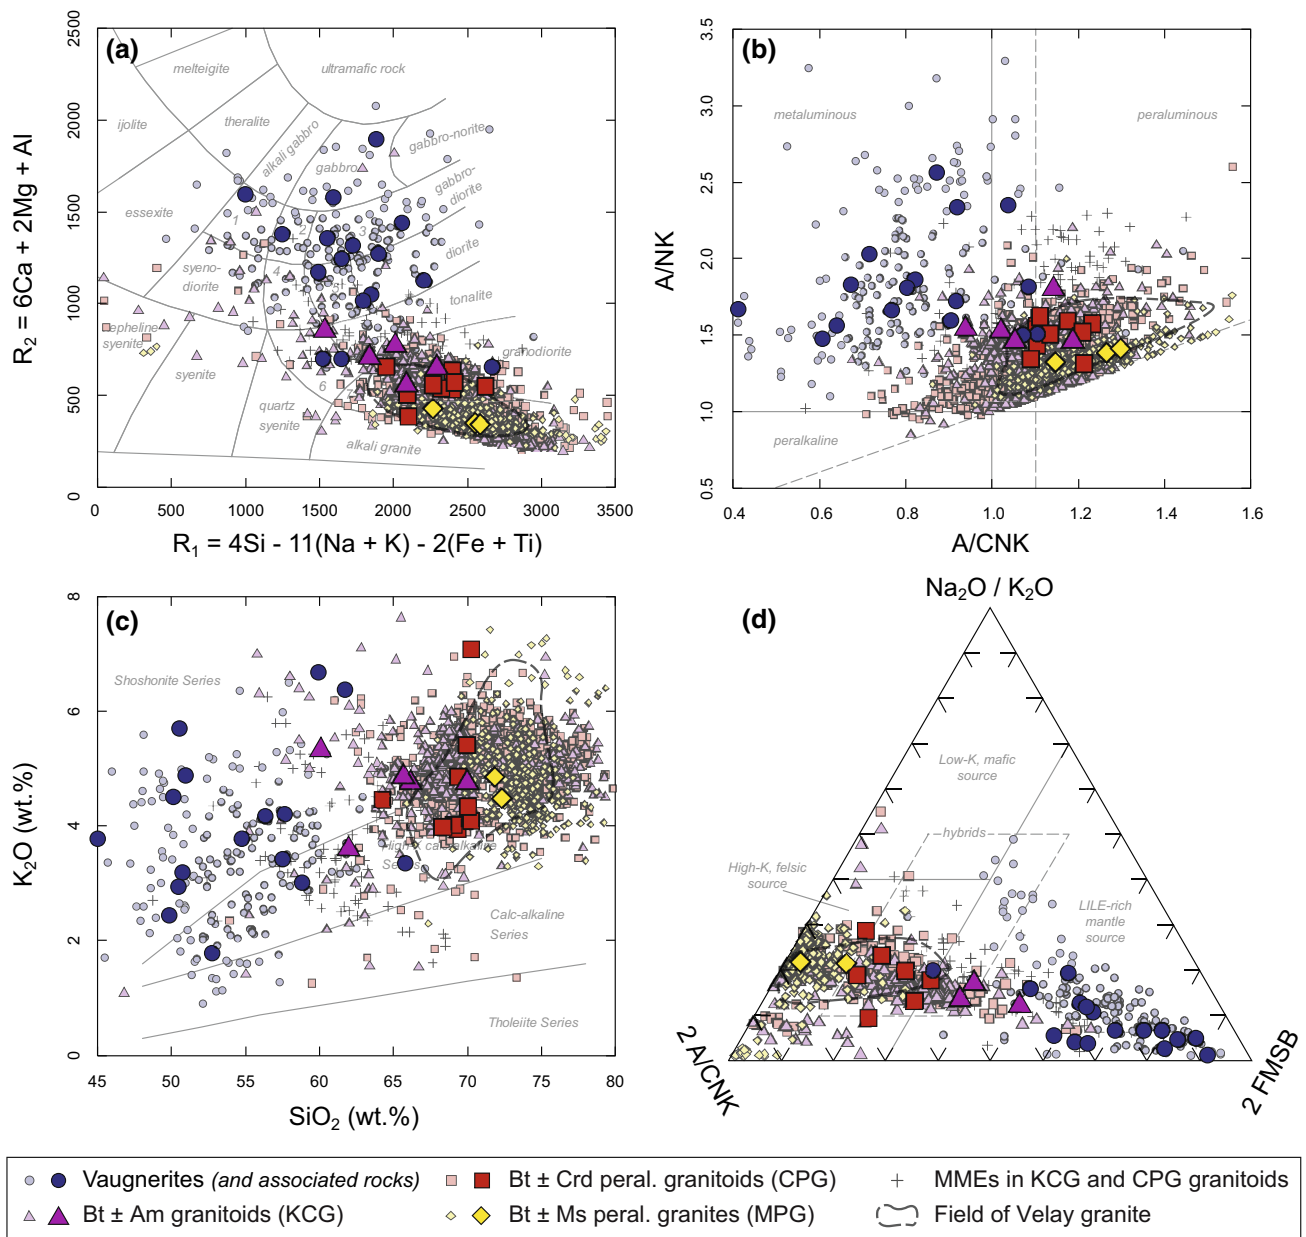 (a)
2500
2000
1500
1000
500
0
R2 = 6Ca + 2Mg + Al
melteigite
ultramafic rock
ijolite
theralite
alkali gabbro
gabbro
gabbro-norite
gabbro-
diorite
essexite
1
2
3
4
5
6
syeno-
diorite
diorite
tonalite
nepheline
syenite
syenite
granodiorite
quartz
syenite
alkali granite
0
500
1000
1500
2000
2500
3000
3500
R1 = 4Si - 11(Na + K) - 2(Fe + Ti)
(b)
3.5
3.0
2.5
2.0
1.5
1.0
0.5
A/NK
metaluminous
peraluminous
peralkaline
0.4
0.6
0.8
1.0
1.2
1.4
1.6
A/CNK
(c)
8
6
4
2
0
K2O (wt.%)
Shoshonite Series
High-K calc-alkaline
Series
Calc-alkaline
Series
Tholeiite Series
45
50
55
60
65
70
75
80
SiO2 (wt.%)
(d)
Na2O / K2O
Low-K, mafic
source
hybrids
High-K, felsic
source
LILE-rich
mantle
source
2 A/CNK
2 FMSB
Vaugnerites (and associated rocks)
Bt ± Crd peral. granitoids (CPG)
MMEs in KCG and CPG granitoids
Bt ± Am granitoids (KCG)
Bt ± Ms peral. granites (MPG)
Field of Velay granite